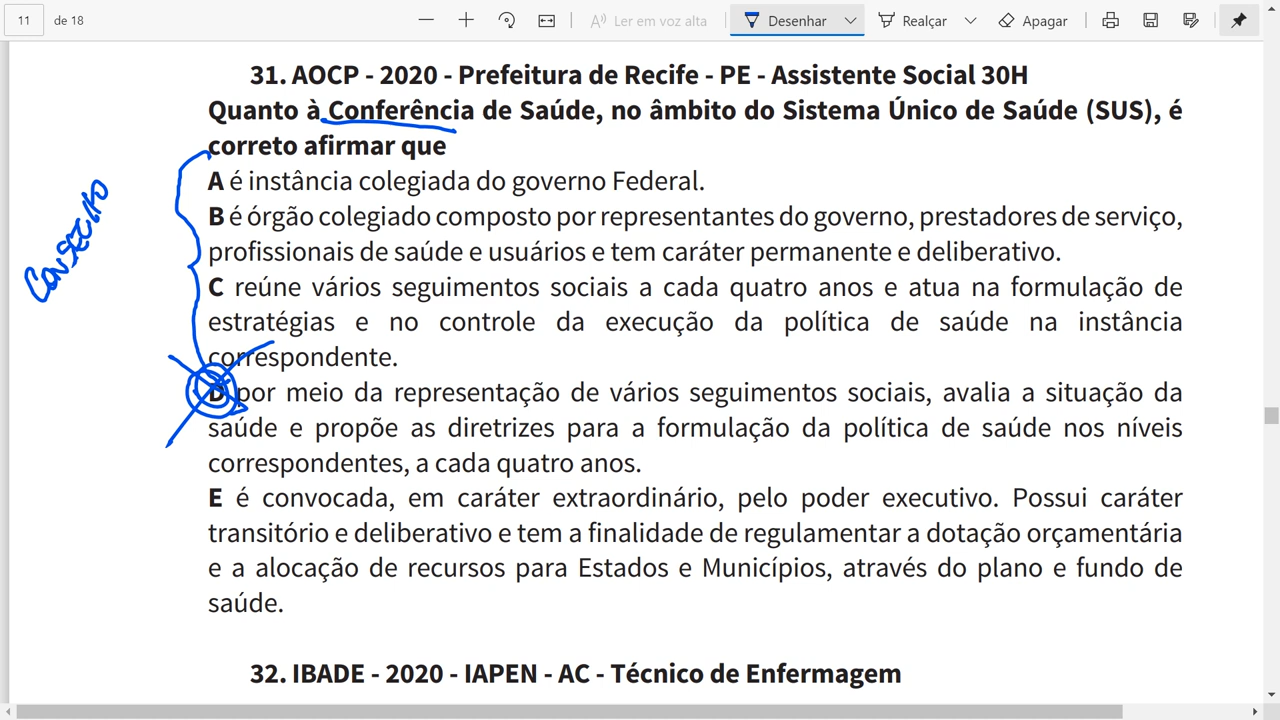 11 de 18 Ler em voz alta Desenhar Realçar Apagar
31. AOCP - 2020 - Prefeitura de Recife - PE - Assistente Social 30H
Quanto à Conferência de Saúde, no âmbito do Sistema Único de Saúde (SUS), é
correto afirmar que
A é instância colegiada do governo Federal.
B é órgão colegiado composto por representantes do governo, prestadores de serviço,
profissionais de saúde e usuários e tem caráter permanente e deliberativo.
C reúne vários seguimentos sociais a cada quatro anos e atua na formulação de
estratégias e no controle da execução da política de saúde na instância
correspondente.
D por meio da representação de vários seguimentos sociais, avalia a situação da
saúde e propõe as diretrizes para a formulação da política de saúde nos níveis
correspondentes, a cada quatro anos.
E é convocada, em caráter extraordinário, pelo poder executivo. Possui caráter
transitório e deliberativo e tem a finalidade de regulamentar a dotação orçamentária
e a alocação de recursos para Estados e Municípios, através do plano e fundo de
saúde.
32. IBADE - 2020 - IAPEN - AC - Técnico de Enfermagem